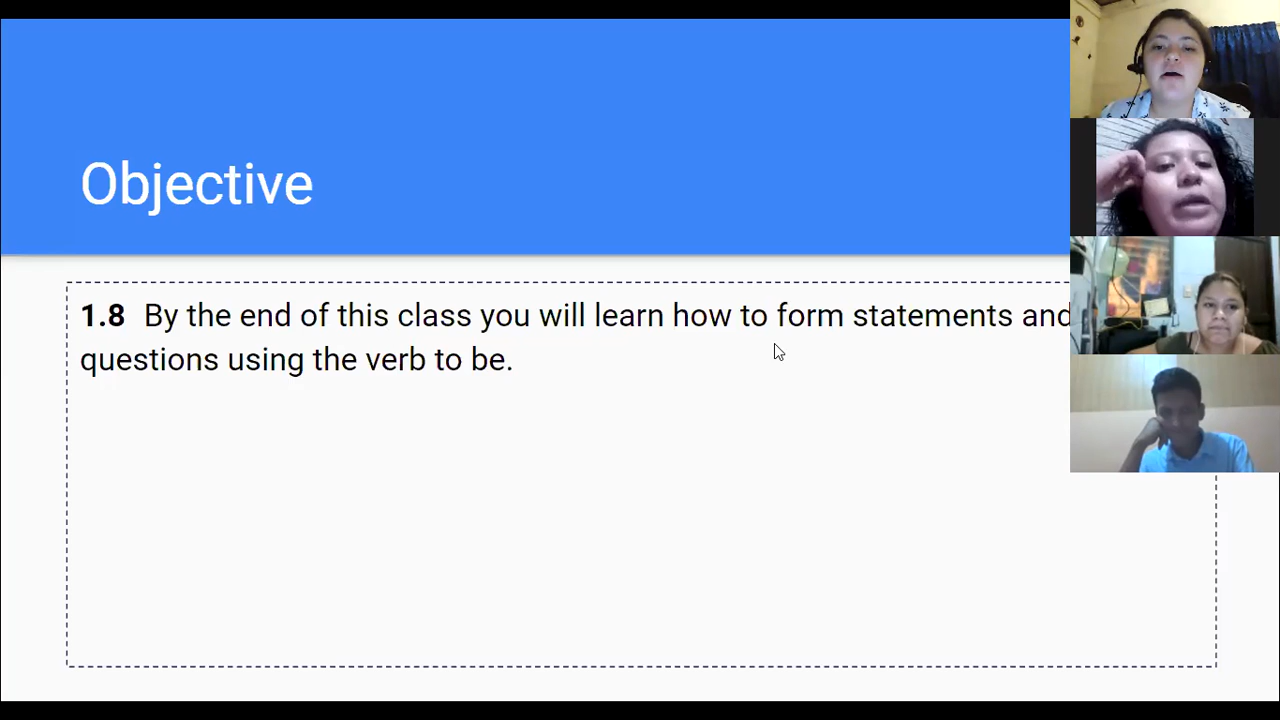 Objective
1.8 By the end of this class you will learn how to form statements and
questions using the verb to be.